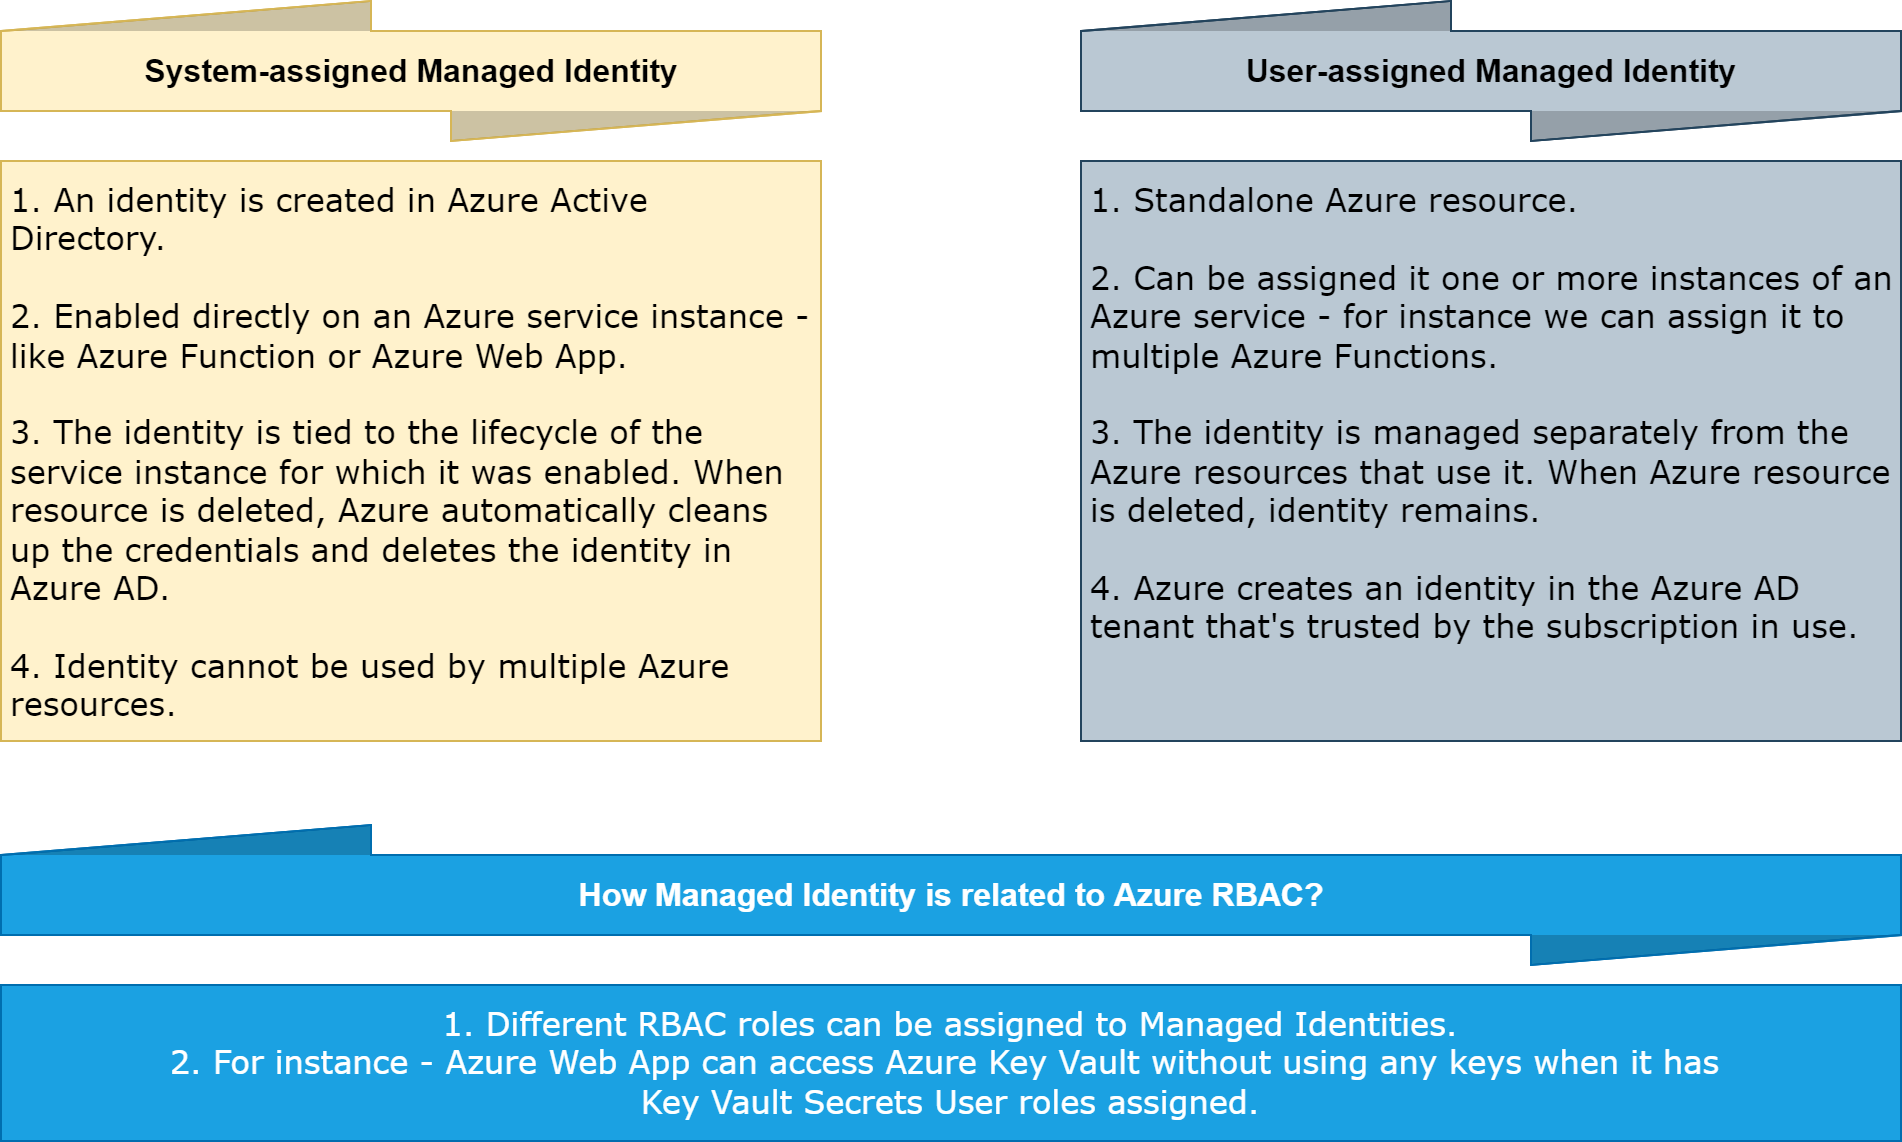 System-assigned Managed Identity
1. An identity is created in Azure Active
Directory.
2. Enabled directly on an Azure service instance -
like Azure Function or Azure Web App.
3. The identity is tied to the lifecycle of the
service instance for which it was enabled. When
resource is deleted, Azure automatically cleans
up the credentials and deletes the identity in
Azure AD.
4. Identity cannot be used by multiple Azure
resources.
User-assigned Managed Identity
1. Standalone Azure resource.
2. Can be assigned it one or more instances of an
Azure service - for instance we can assign it to
multiple Azure Functions.
3. The identity is managed separately from the
Azure resources that use it. When Azure resource
is deleted, identity remains.
4. Azure creates an identity in the Azure AD
tenant that's trusted by the subscription in use.
How Managed Identity is related to Azure RBAC?
1. Different RBAC roles can be assigned to Managed Identities.
2. For instance - Azure Web App can access Azure Key Vault without using any keys when it has
Key Vault Secrets User roles assigned.